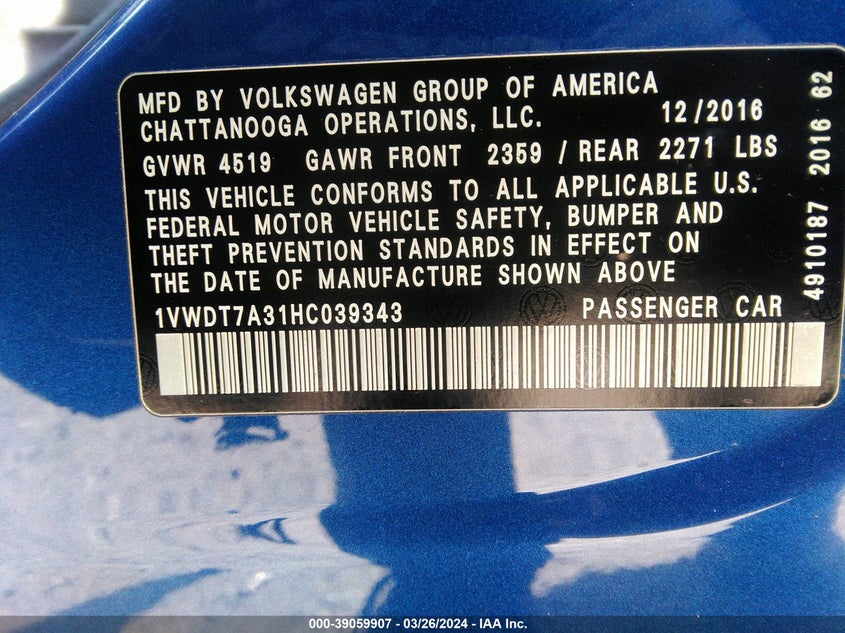 MFD BY VOLKSWAGEN GROUP OF AMERICA
CHATTANOOGA OPERATIONS, LLC. 12/2016
GVWR 4519 GAWR FRONT 2359 / REAR 2271 LBS
THIS VEHICLE CONFORMS TO ALL APPLICABLE U.S.
FEDERAL MOTOR VEHICLE SAFETY, BUMPER AND
THEFT PREVENTION STANDARDS IN EFFECT ON
THE DATE OF MANUFACTURE SHOWN ABOVE
1VWDT7A31HC039343 PASSENGER CAR
4910187 2016 62
000-39059907 - 03/26/2024 - IAA Inc.